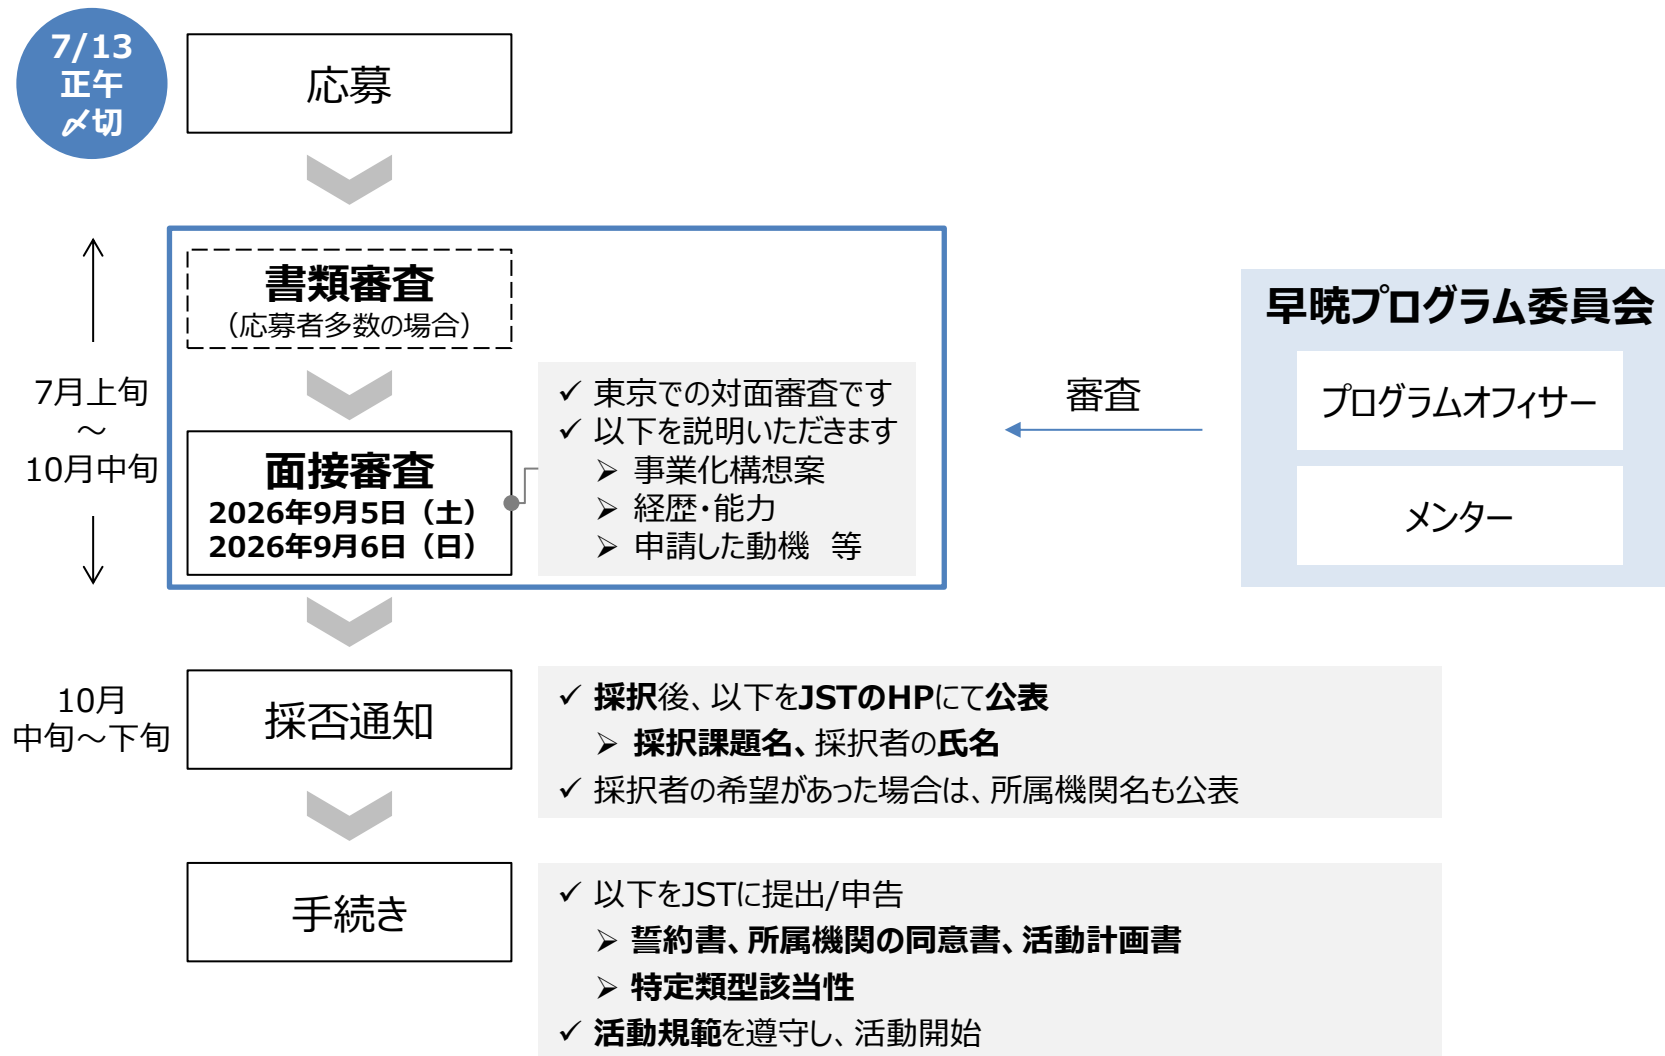 7/13
正午
〆切
応募
書類審査
（応募者多数の場合）
7月上旬
～
10月中旬
面接審査
2026年9月5日（土）
2026年9月6日（日）
✓ 東京での対面審査です
✓ 以下を説明いただきます
➢ 事業化構想案
➢ 経歴・能力
➢ 申請した動機　等
審査
早暁プログラム委員会
プログラムオフィサー
メンター
10月
中旬～下旬
採否通知
✓ 採択後、以下をJSTのHPにて公表
➢ 採択課題名、採択者の氏名
✓ 採択者の希望があった場合は、所属機関名も公表
手続き
✓ 以下をJSTに提出/申告
➢ 誓約書、所属機関の同意書、活動計画書
➢ 特定類型該当性
✓ 活動規範を遵守し、活動開始